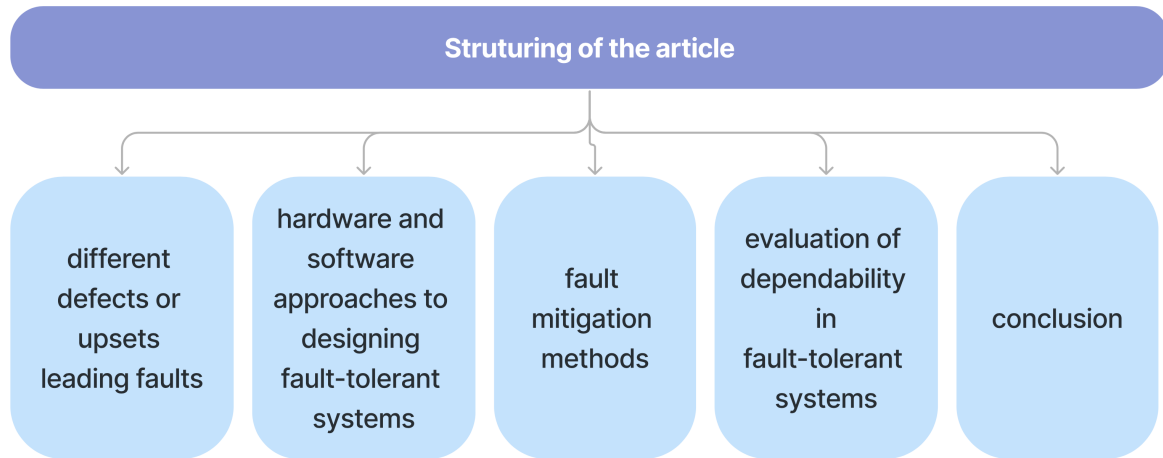 Struturing of the article
different
defects or
upsets
leading faults
hardware and
software
approaches to
designing
fault-tolerant
systems
fault
mitigation
methods
evaluation of
dependability
in
fault-tolerant
systems
conclusion